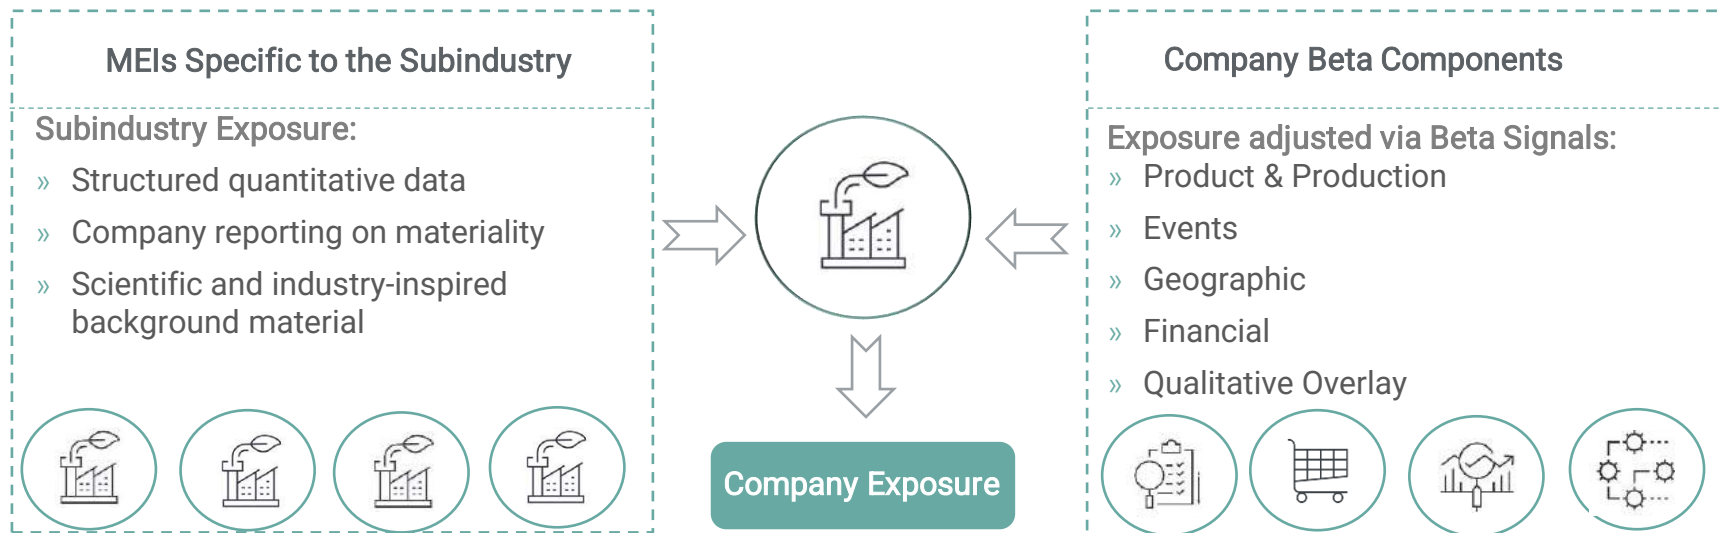 MEIs Specific to the Subindustry
Subindustry Exposure:
» Structured quantitative data
» Company reporting on materiality
» Scientific and industry-inspired
background material
Company Exposure
Company Beta Components
Exposure adjusted via Beta Signals:
» Product & Production
» Events
» Geographic
» Financial
» Qualitative Overlay